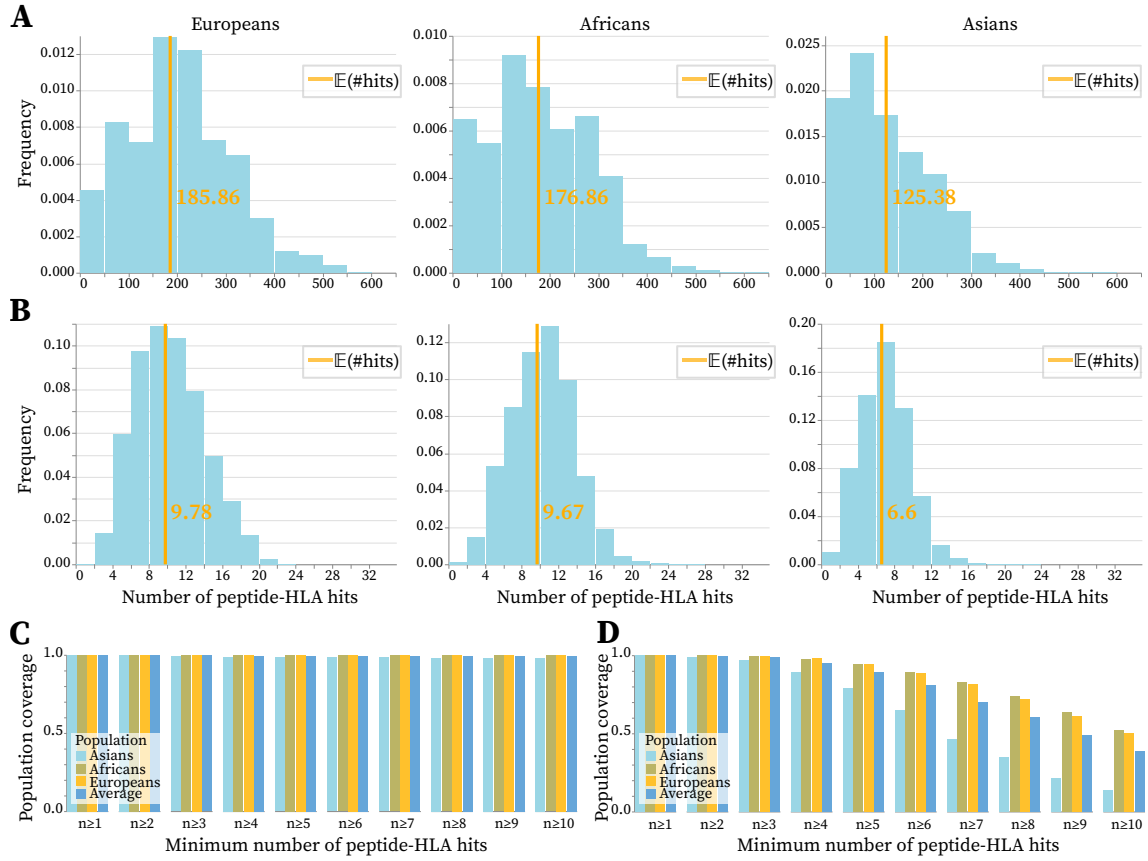 A
Europeans
Africans
Asians
Frequency
0.012
0.010
0.008
0.006
0.004
0.002
0.000
𝔼(#hits)
185.86
0 100 200 300 400 500 600
0.010
0.008
0.006
0.004
0.002
0.000
𝔼(#hits)
176.86
0 100 200 300 400 500 600
0.025
0.020
0.015
0.010
0.005
0.000
𝔼(#hits)
125.38
0 100 200 300 400 500 600
B
Frequency
0.10
0.08
0.06
0.04
0.02
0.00
𝔼(#hits)
9.78
0 4 8 12 16 20 24 28 32
Number of peptide-HLA hits
0.12
0.10
0.08
0.06
0.04
0.02
0.00
𝔼(#hits)
9.67
0 4 8 12 16 20 24 28 32
Number of peptide-HLA hits
0.20
0.16
0.12
0.08
0.04
0.00
𝔼(#hits)
6.6
0 4 8 12 16 20 24 28 32
Number of peptide-HLA hits
C
Population coverage
1.0
0.5
0.0
Population
Asians
Africans
Europeans
Average
n≥1 n≥2 n≥3 n≥4 n≥5 n≥6 n≥7 n≥8 n≥9 n≥10
Minimum number of peptide-HLA hits
D
Population coverage
1.0
0.5
0.0
Population
Asians
Africans
Europeans
Average
n≥1 n≥2 n≥3 n≥4 n≥5 n≥6 n≥7 n≥8 n≥9 n≥10
Minimum number of peptide-HLA hits